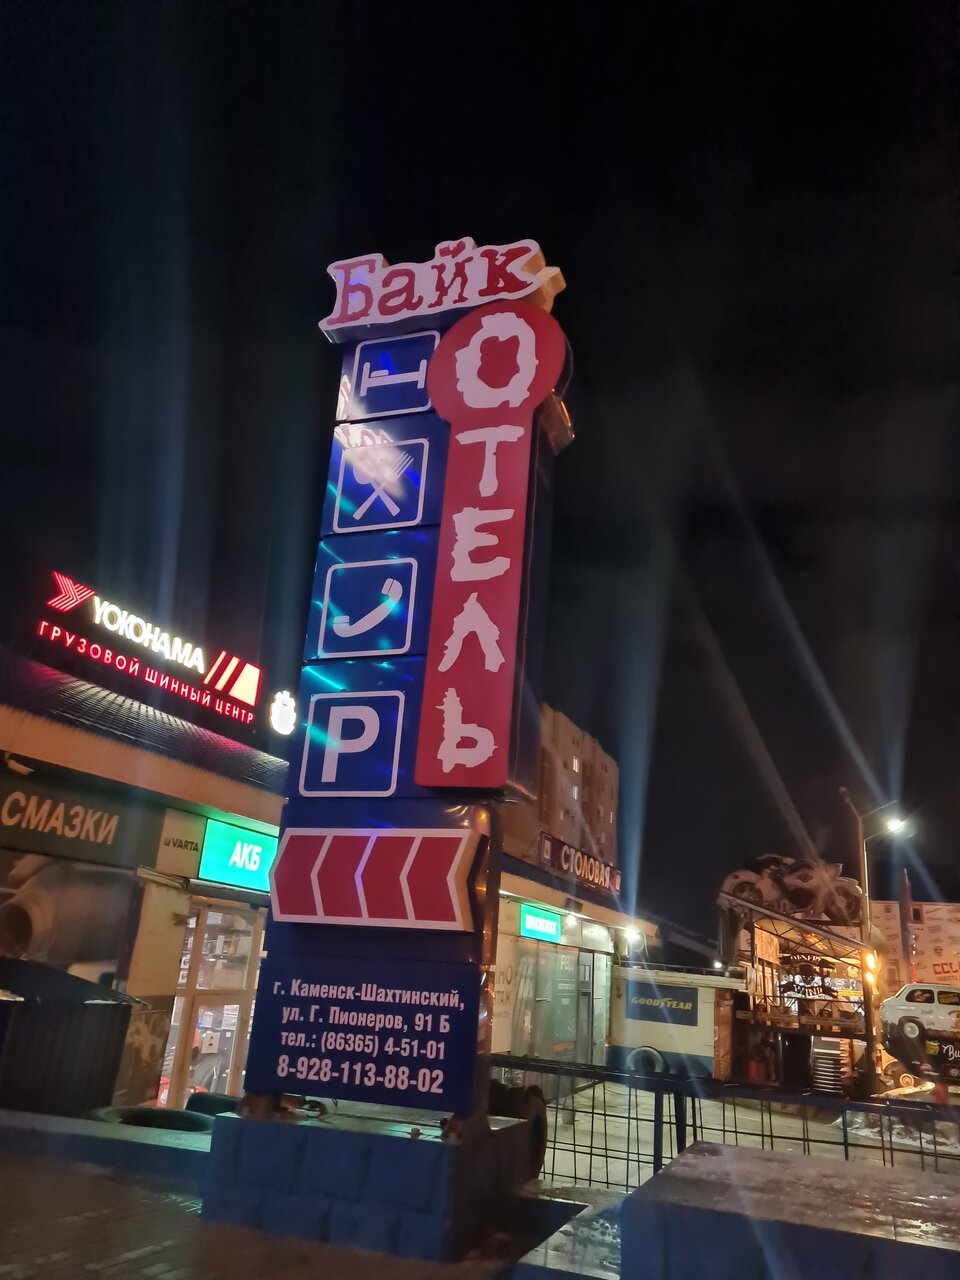 Байк
ОТЕЛЬ
P
YOKOHAMA
ГРУЗОВОЙ ШИННЫЙ ЦЕНТР
СМАЗКИ
VARTA
АКБ
СТОЛОВАЯ
GOODYEAR
г. Каменск-Шахтинский,
ул. Г. Пионеров, 91 Б
тел.: (86365) 4-51-01
8-928-113-88-02